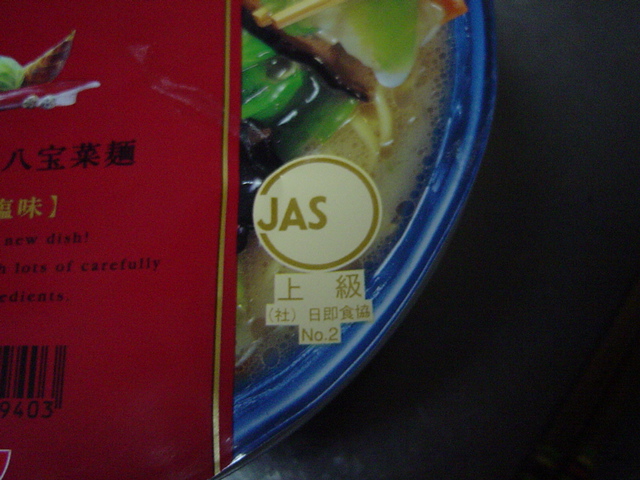 八宝菜麺
塩味】
new dish!
lots of carefully
edients.
9403
JAS
上 級
(社) 日即食協
No.2